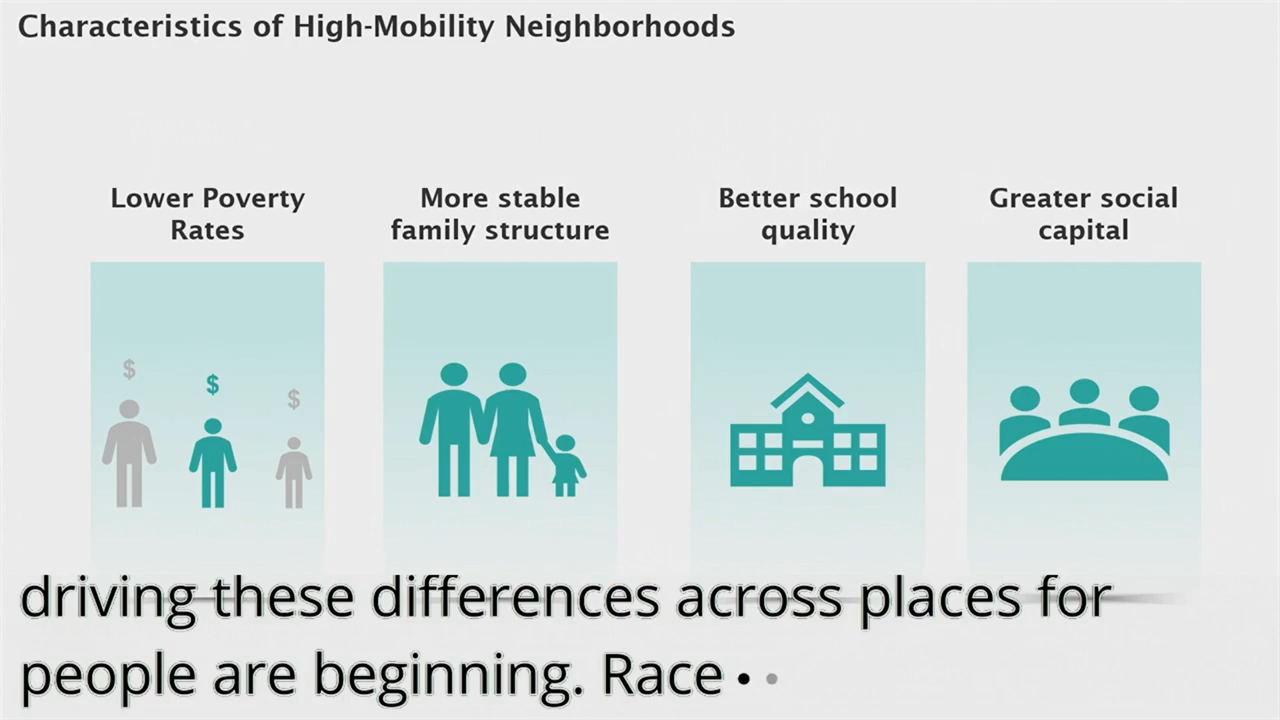 Characteristics of High-Mobility Neighborhoods
Lower Poverty
Rates
More stable
family structure
Better school
quality
Greater social
capital
$
$
$
driving these differences across places for
people are beginning. Race